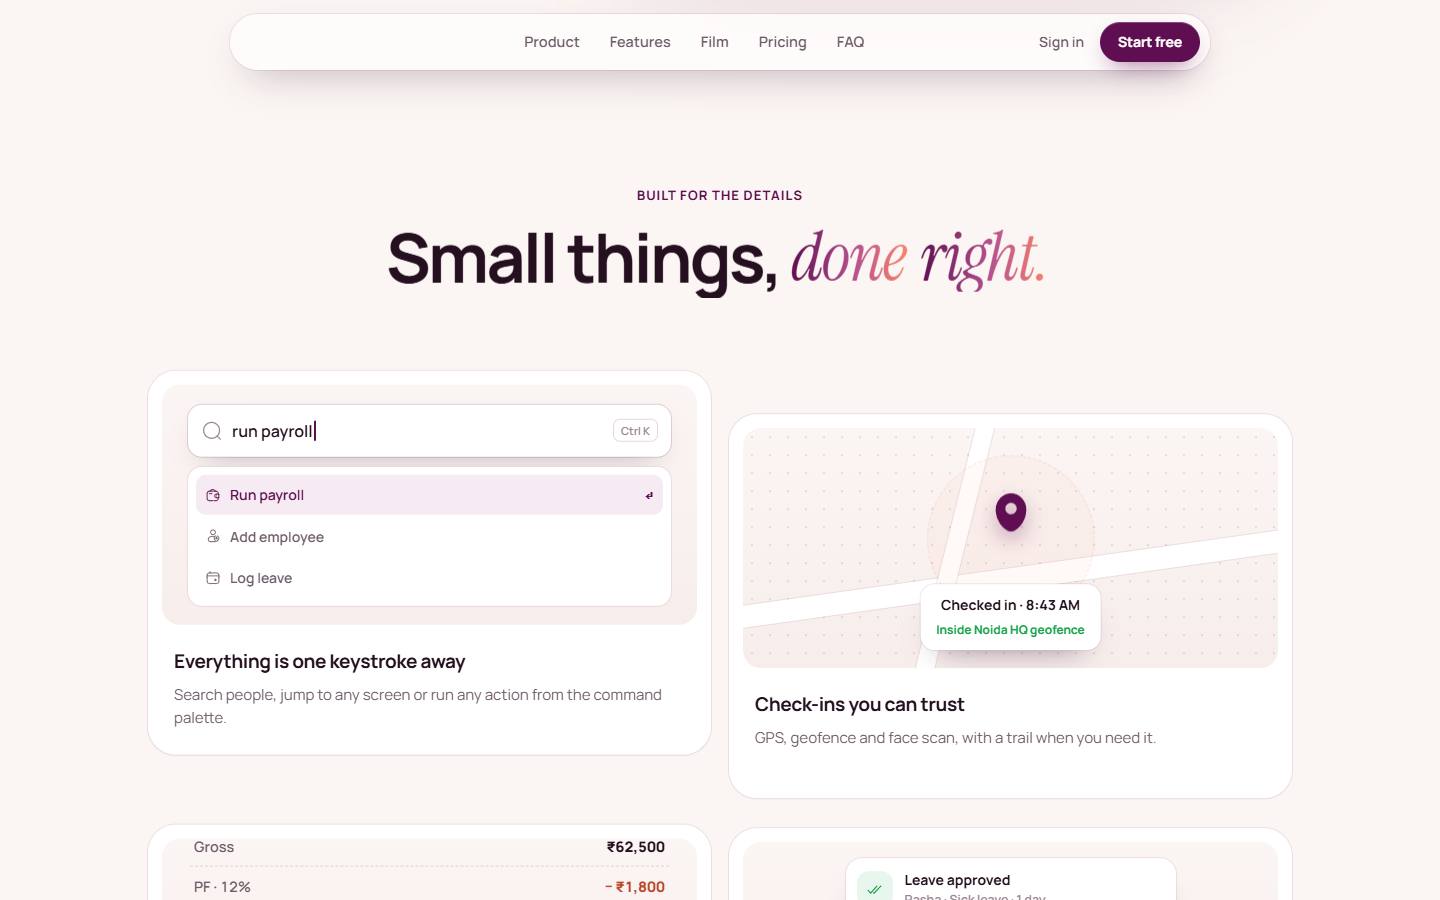 Product Features Film Pricing FAQ Sign in Start free
BUILT FOR THE DETAILS
Small things, done right.
run payroll Ctrl K
Run payroll
Add employee
Log leave
Everything is one keystroke away
Search people, jump to any screen or run any action from the command
palette.
Checked in · 8:43 AM
Inside Noida HQ geofence
Check-ins you can trust
GPS, geofence and face scan, with a trail when you need it.
Gross ₹62,500
PF · 12% − ₹1,800
Leave approved
Sick leave · 1 day